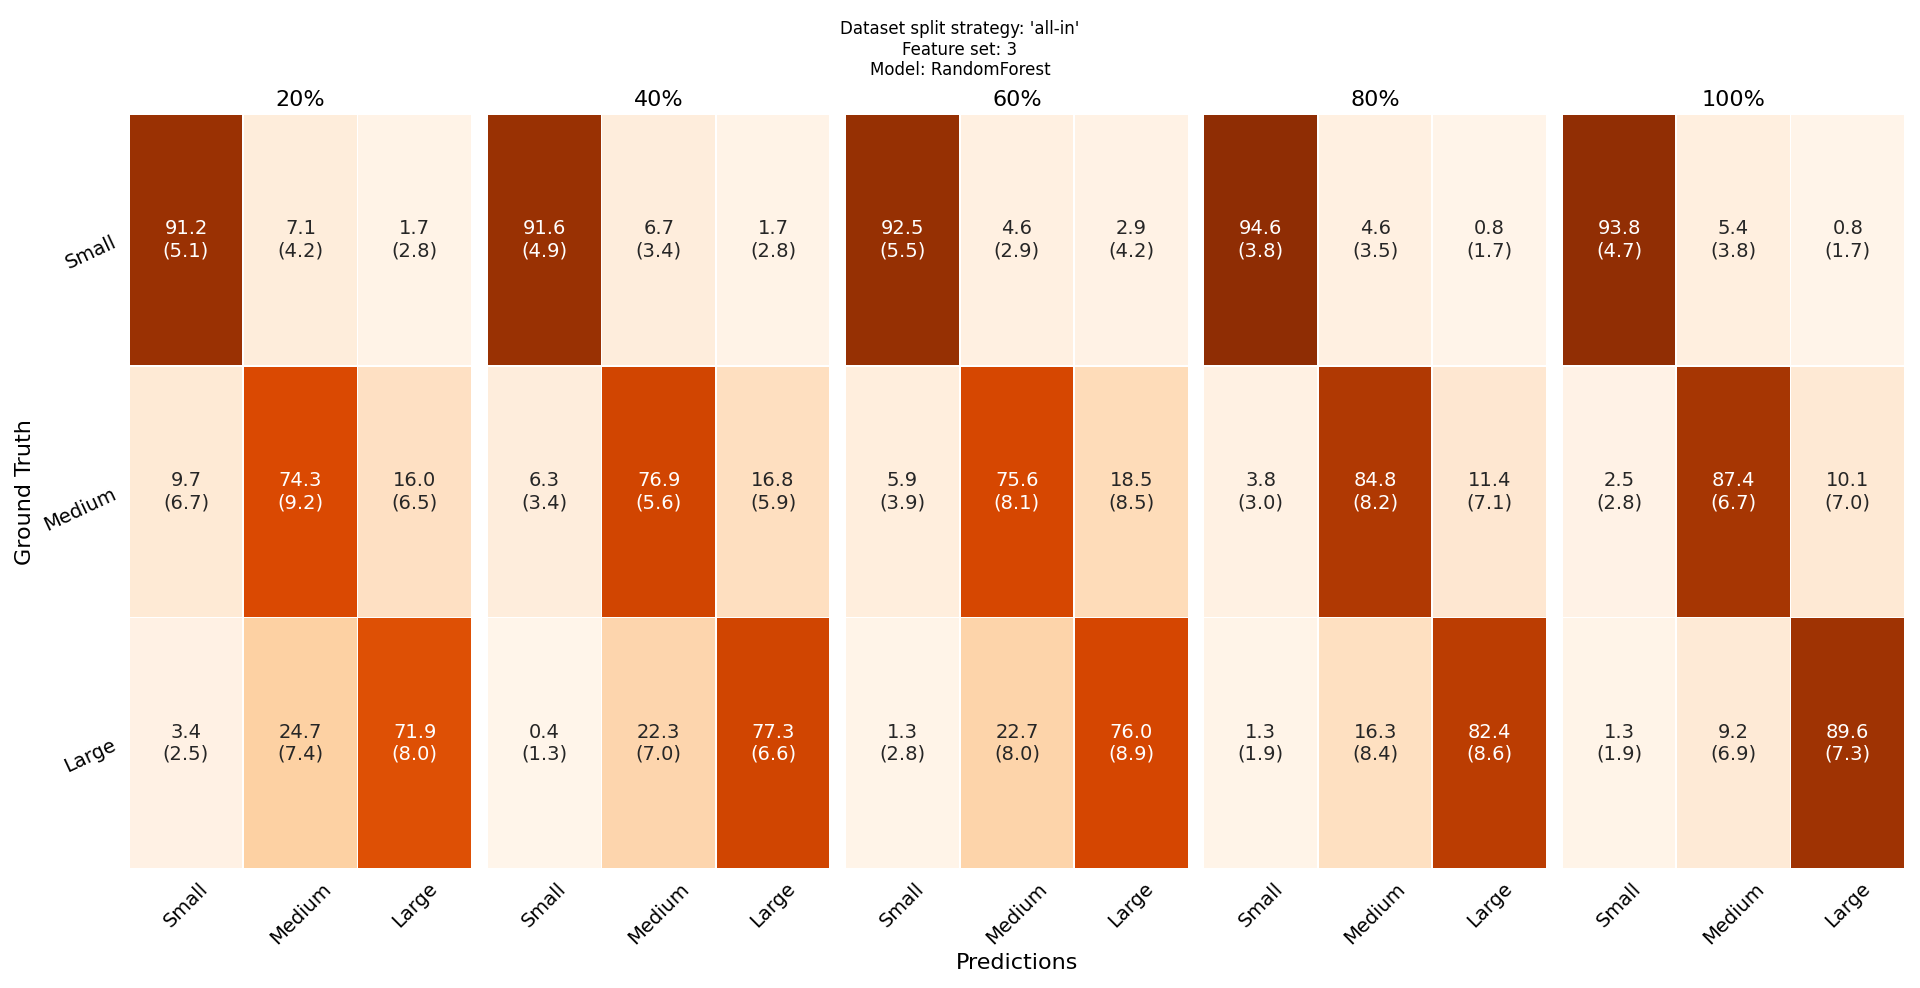 Dataset split strategy: 'all-in'
Feature set: 3
Model: RandomForest
20% 40% 60% 80% 100%
Ground Truth
Small
91.2 7.1 1.7 91.6 6.7 1.7 92.5 4.6 2.9 94.6 4.6 0.8 93.8 5.4 0.8
(5.1) (4.2) (2.8) (4.9) (3.4) (2.8) (5.5) (2.9) (4.2) (3.8) (3.5) (1.7) (4.7) (3.8) (1.7)
Medium
9.7 74.3 16.0 6.3 76.9 16.8 5.9 75.6 18.5 3.8 84.8 11.4 2.5 87.4 10.1
(6.7) (9.2) (6.5) (3.4) (5.6) (5.9) (3.9) (8.1) (8.5) (3.0) (8.2) (7.1) (2.8) (6.7) (7.0)
Large
3.4 24.7 71.9 0.4 22.3 77.3 1.3 22.7 76.0 1.3 16.3 82.4 1.3 9.2 89.6
(2.5) (7.4) (8.0) (1.3) (7.0) (6.6) (2.8) (8.0) (8.9) (1.9) (8.4) (8.6) (1.9) (6.9) (7.3)
Small Medium Large Small Medium Large Small Medium Large Small Medium Large Small Medium Large
Predictions